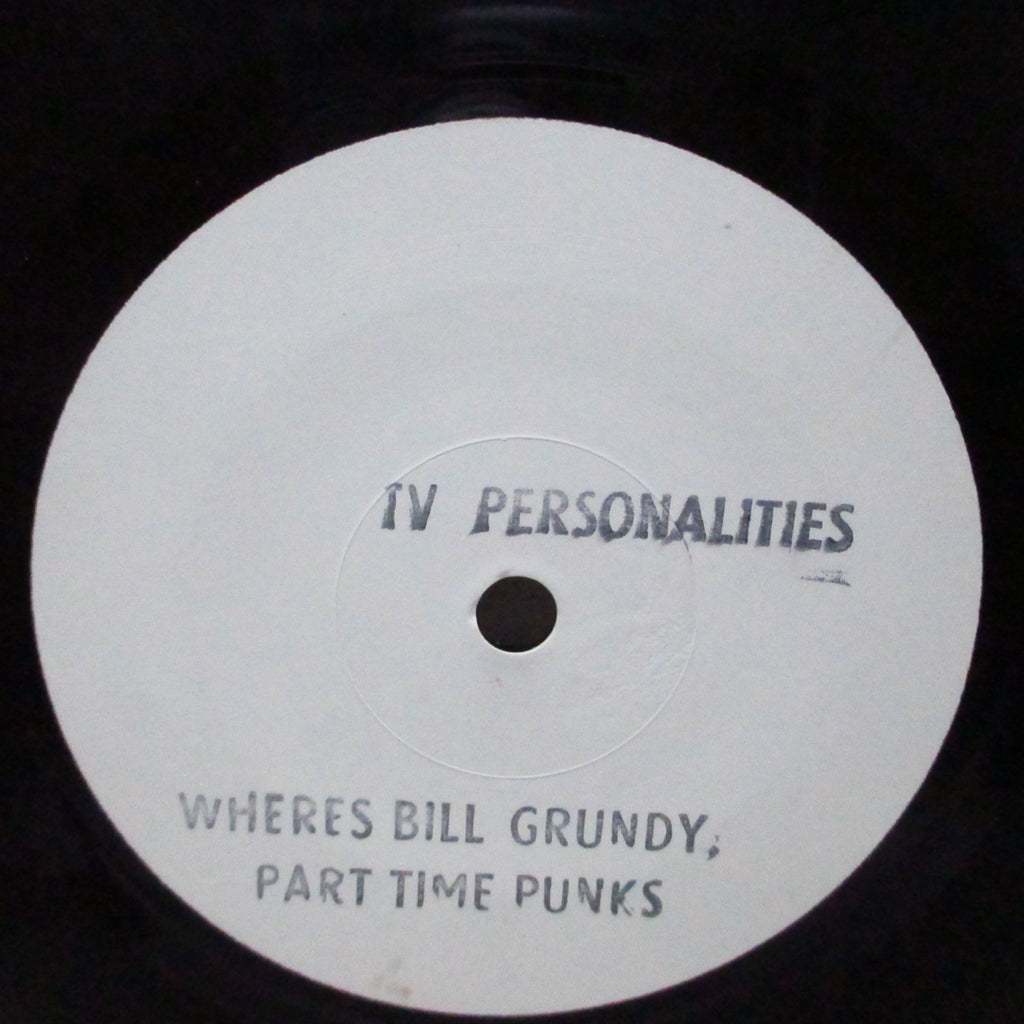 TV PERSONALITIES
WHERES BILL GRUNDY;
PART TIME PUNKS